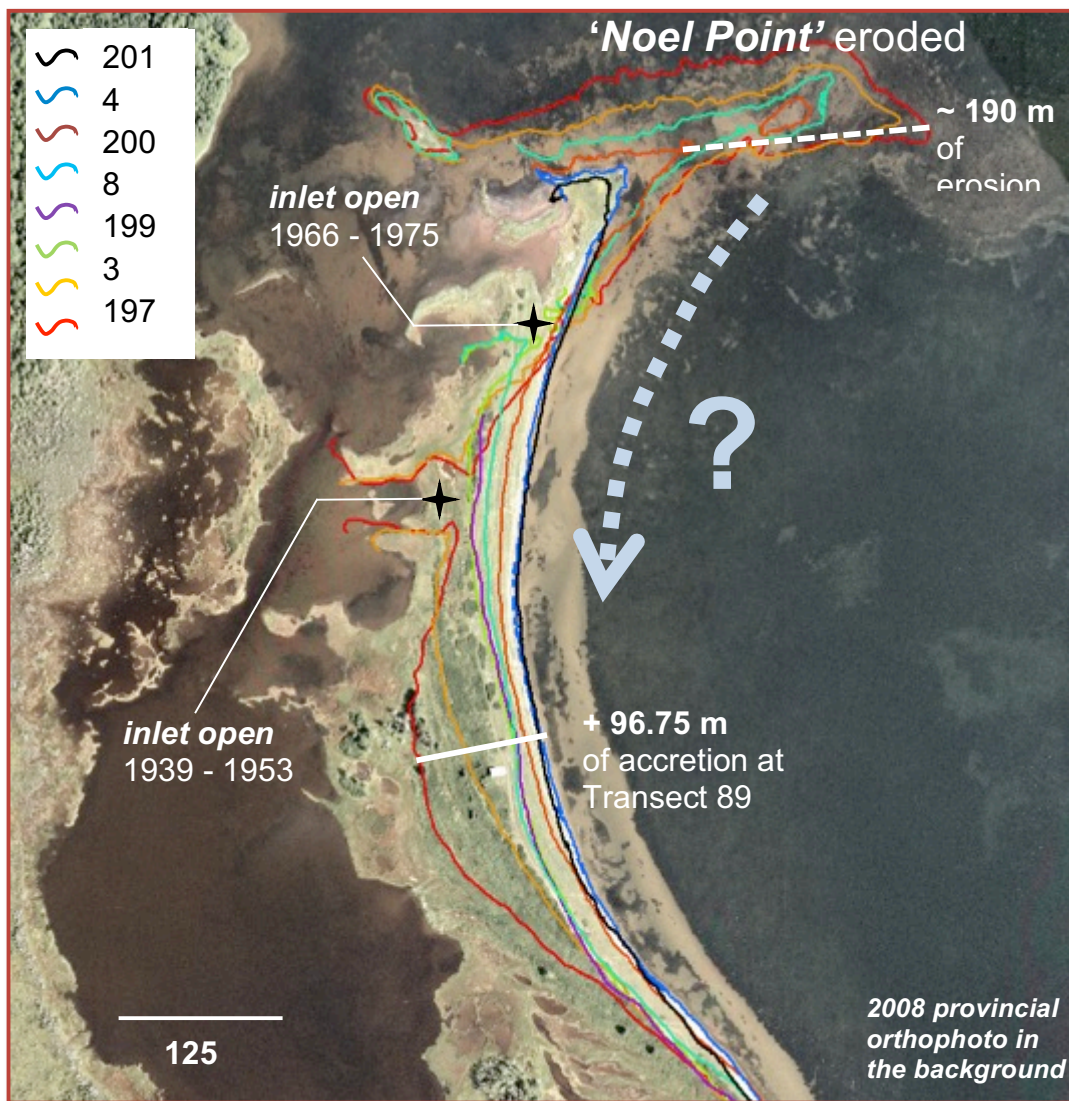 201
4
200
8
199
3
197
‘Noel Point’ eroded
~ 190 m
of
erosion
inlet open
1966 - 1975
?
inlet open
1939 - 1953
+ 96.75 m
of accretion at
Transect 89
125
2008 provincial
orthophoto in
the background